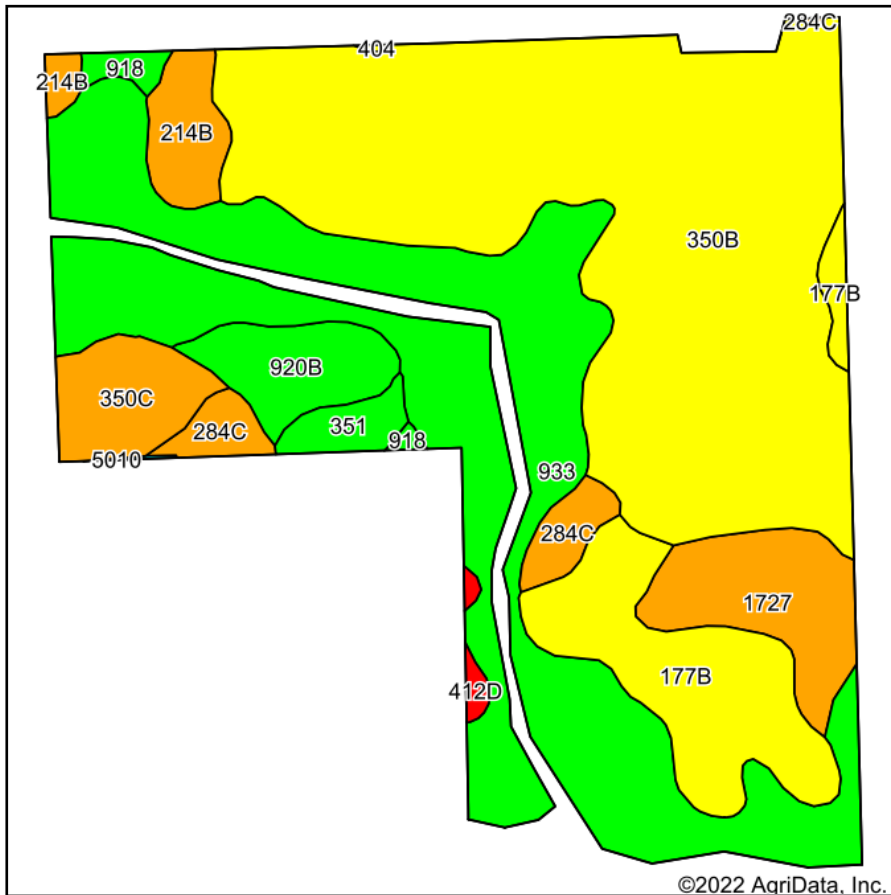 284C
404
918
214B
214B
350B
177B
920B
350C
351
284C
918
5010
933
284C
1727
177B
412D
©2022 AgriData, Inc.